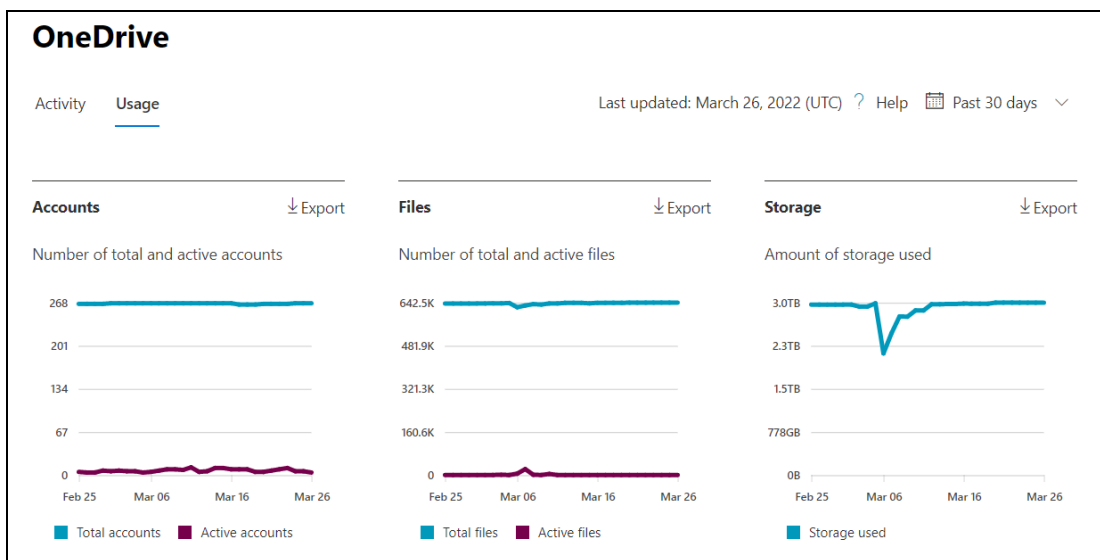 OneDrive
Activity Usage Last updated: March 26, 2022 (UTC) ? Help Past 30 days
Accounts Export
Number of total and active accounts
268
201
134
67
0
Feb 25 Mar 06 Mar 16 Mar 26
Total accounts Active accounts
Files Export
Number of total and active files
642.5K
481.9K
321.3K
160.6K
0
Feb 25 Mar 06 Mar 16 Mar 26
Total files Active files
Storage Export
Amount of storage used
3.0TB
2.3TB
1.5TB
778GB
0B
Feb 25 Mar 06 Mar 16 Mar 26
Storage used